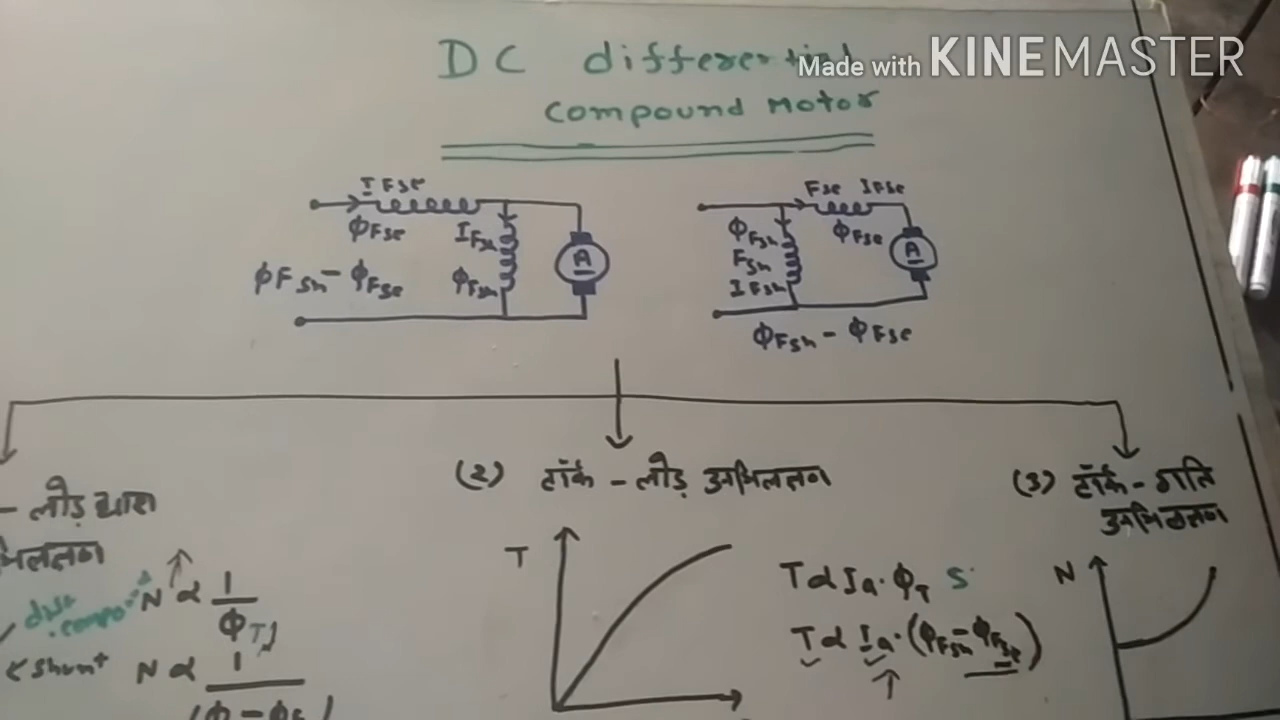 DC differential
compound Motor
Made with KINEMASTER
I Fse
ΦFse
IFsh
ΦFsh
ΦFsh - ΦFse
A
Fse IFse
ΦFse
ΦFsh
Fsh
IFsh
A
ΦFsh - ΦFse
- लोड धारा
(2) टॉर्क - लोड अभिलक्षण
(3) टॉर्क - गति
अभिलक्षण
N ∝ 1/ΦT
shunt
N ∝ 1/
T
T ∝ Ia · ΦT S
T ∝ Ia · (ΦFsh - ΦFse)
N